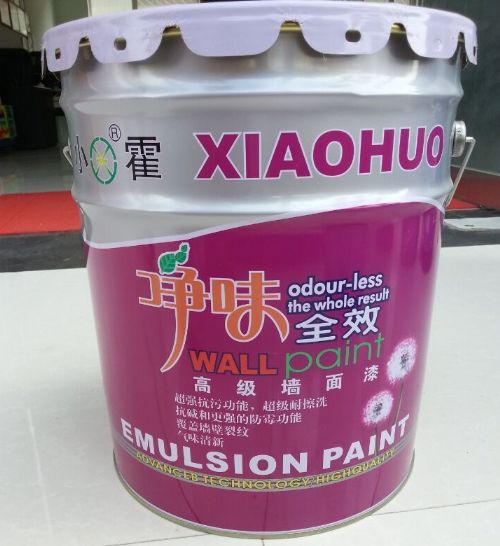 小®霍 XIAOHUO
净味 odour-less
the whole result
全效
WALL paint
高级墙面漆
超强抗污功能，超级耐擦洗
抗碱和更强的防霉功能
覆盖墙壁裂纹
气味清新
EMULSION PAINT
ADVANCEB TECHNOLOGY,HIGHQUALITY